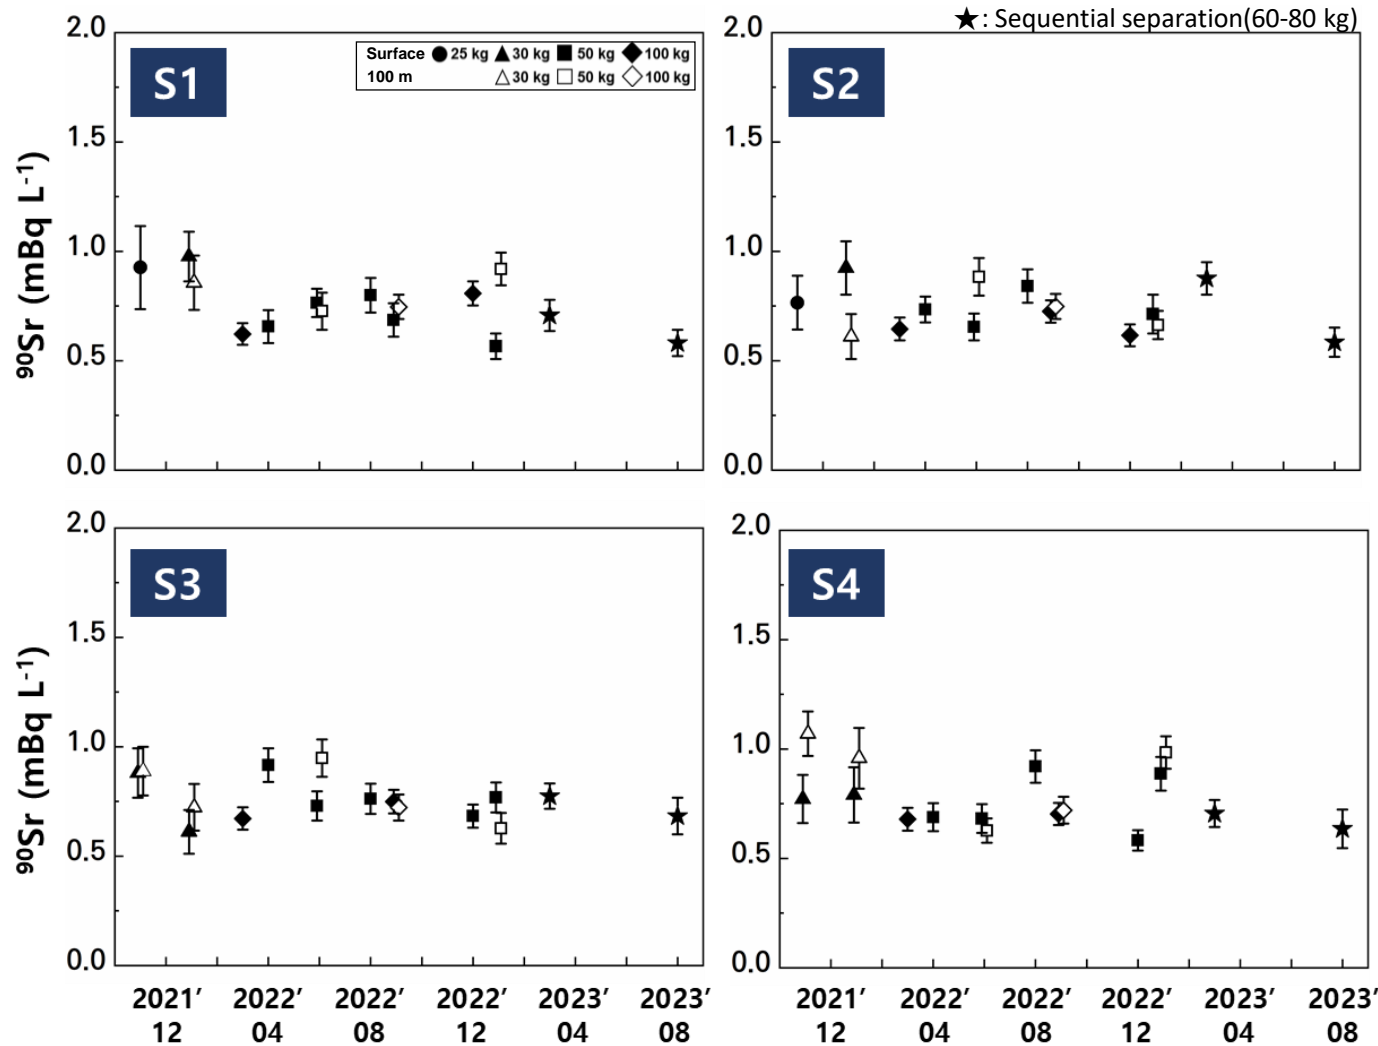 ★: Sequential separation(60-80 kg)
2.0
1.5
1.0
0.5
0.0
⁹⁰Sr (mBq L⁻¹)
S1
Surface ● 25 kg ▲ 30 kg ■ 50 kg ◆ 100 kg
100 m △ 30 kg □ 50 kg ◇ 100 kg
2.0
1.5
1.0
0.5
0.0
S2
2.0
1.5
1.0
0.5
0.0
⁹⁰Sr (mBq L⁻¹)
S3
2021′ 2022′ 2022′ 2022′ 2023′ 2023′
12 04 08 12 04 08
2.0
1.5
1.0
0.5
0.0
S4
2021′ 2022′ 2022′ 2022′ 2023′ 2023′
12 04 08 12 04 08